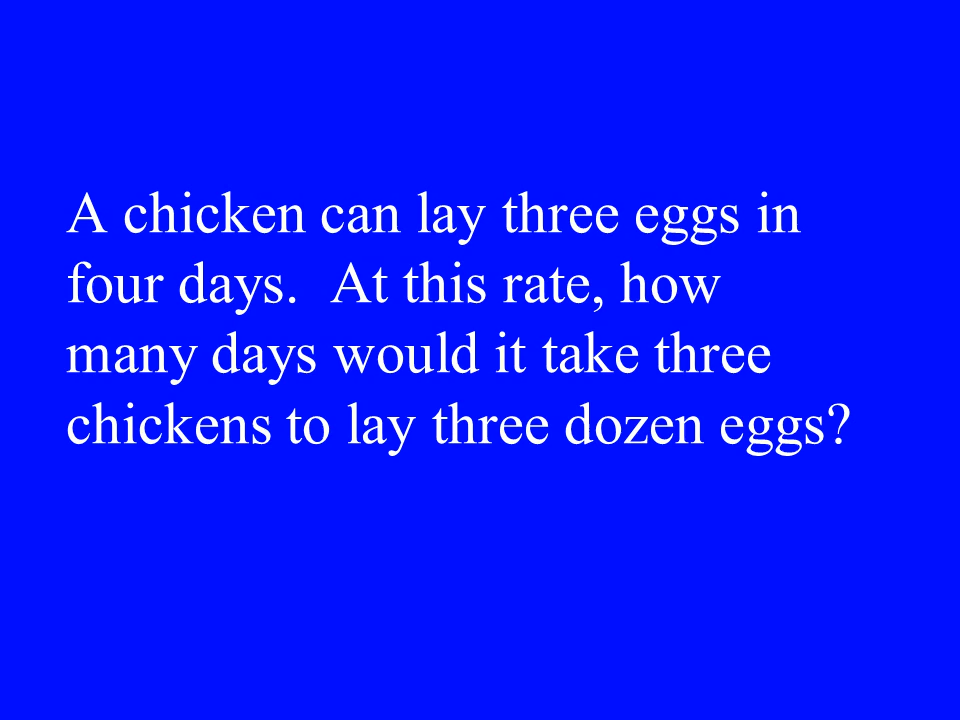 A chicken can lay three eggs in
four days.  At this rate, how
many days would it take three
chickens to lay three dozen eggs?